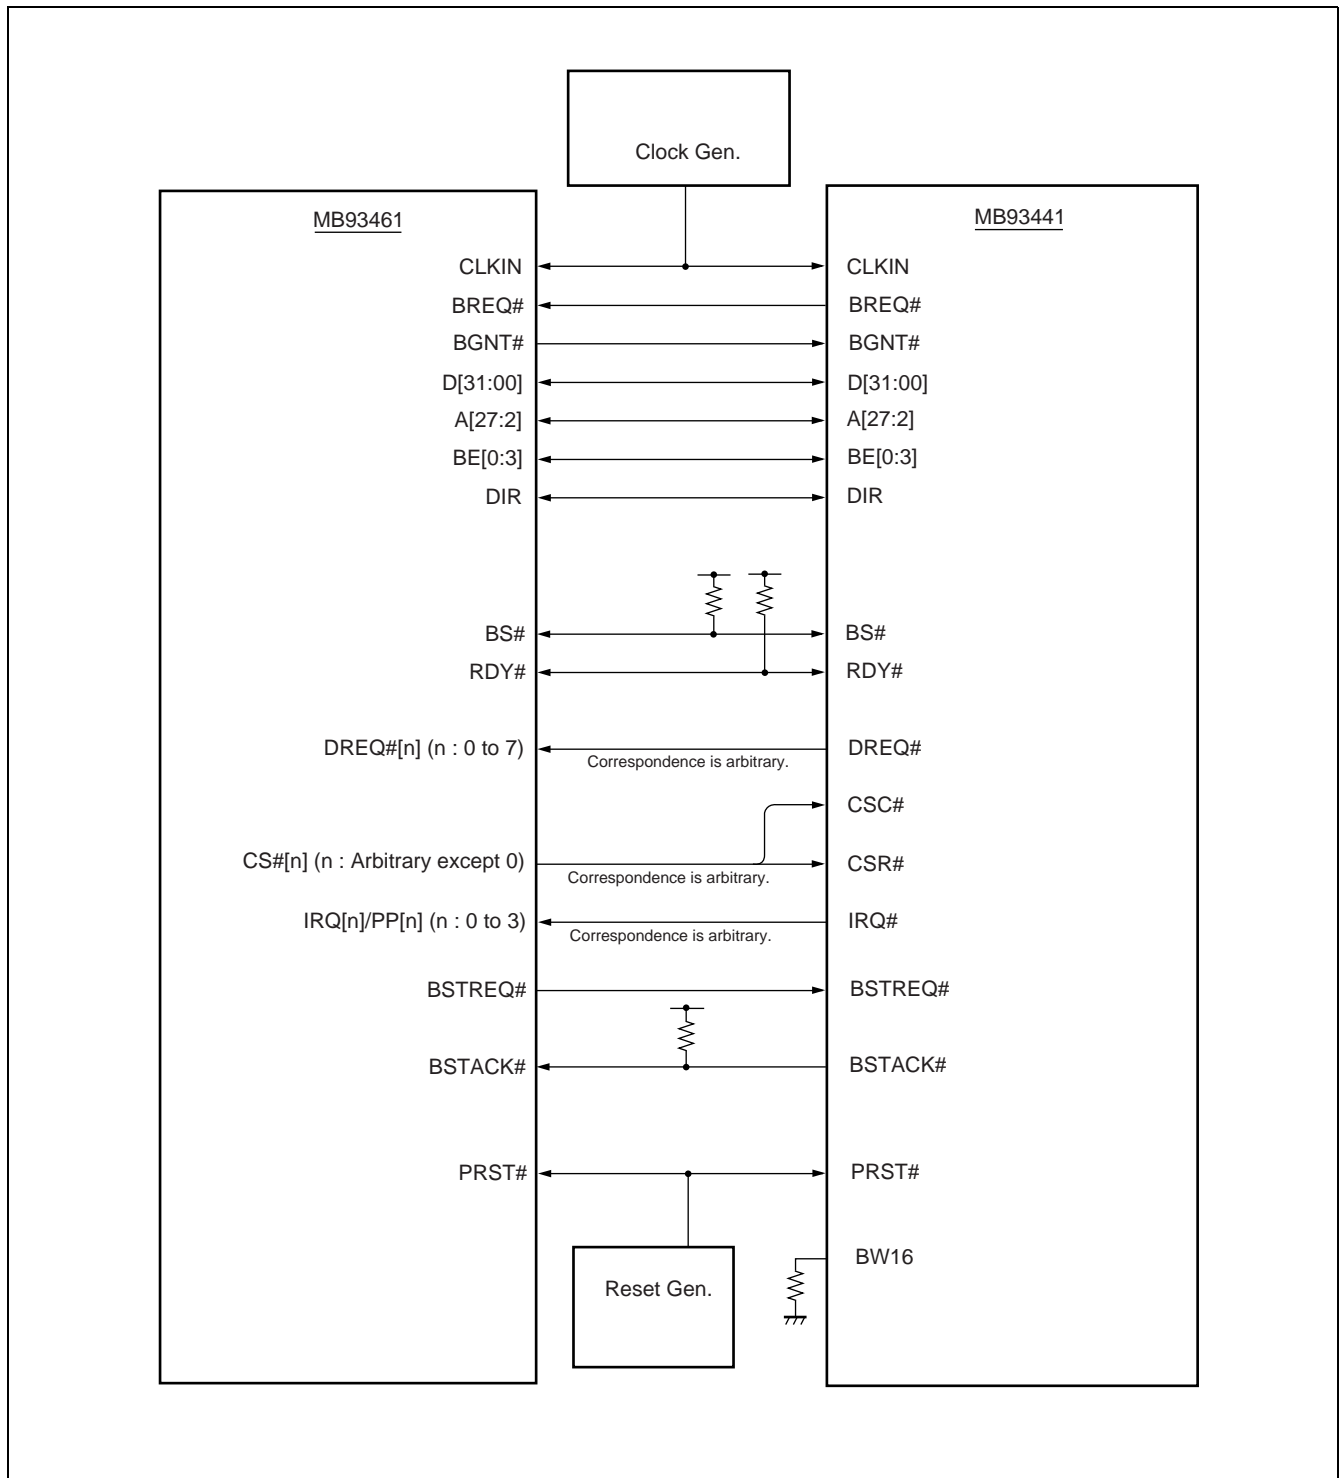 Clock Gen.
MB93461
MB93441
CLKIN
CLKIN
BREQ#
BREQ#
BGNT#
BGNT#
D[31:00]
D[31:00]
A[27:2]
A[27:2]
BE[0:3]
BE[0:3]
DIR
DIR
BS#
BS#
RDY#
RDY#
DREQ#[n] (n : 0 to 7)
DREQ#
Correspondence is arbitrary.
CSC#
CS#[n] (n : Arbitrary except 0)
CSR#
Correspondence is arbitrary.
IRQ[n]/PP[n] (n : 0 to 3)
IRQ#
Correspondence is arbitrary.
BSTREQ#
BSTREQ#
BSTACK#
BSTACK#
PRST#
PRST#
BW16
Reset Gen.